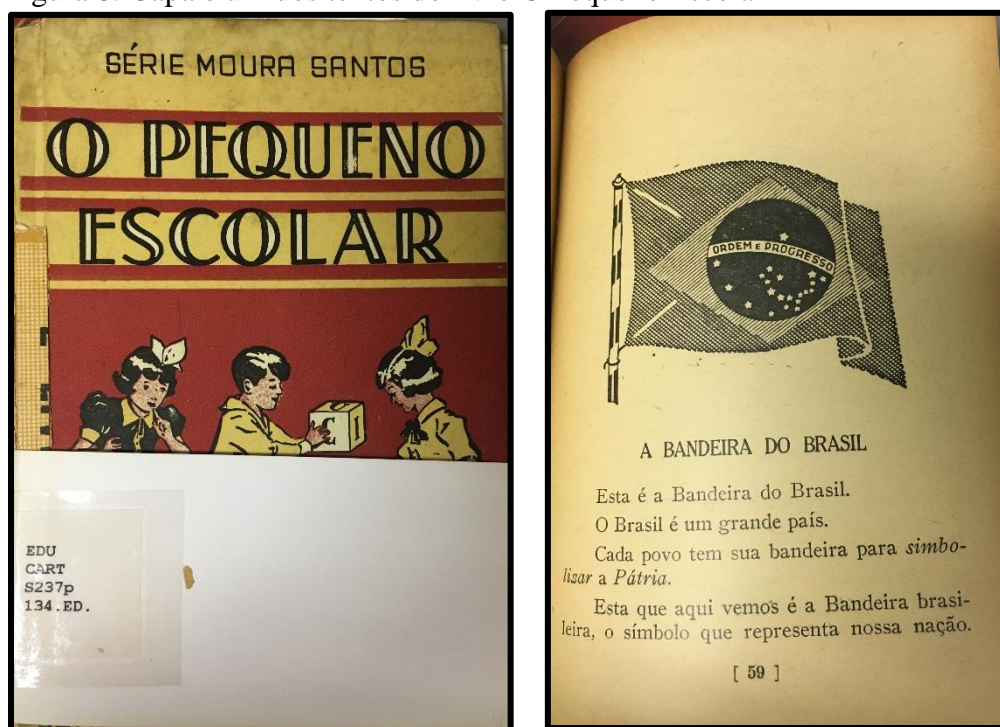 SÉRIE MOURA SANTOS
O PEQUENO
ESCOLAR
C I
EDU
CART
S237p
134.ED.
ORDEM E PROGRESSO
A BANDEIRA DO BRASIL
Esta é a Bandeira do Brasil.
O Brasil é um grande país.
Cada povo tem sua bandeira para simbo-
lizar a Pátria.
Esta que aqui vemos é a Bandeira brasi-
leira, o símbolo que representa nossa nação.
[ 59 ]